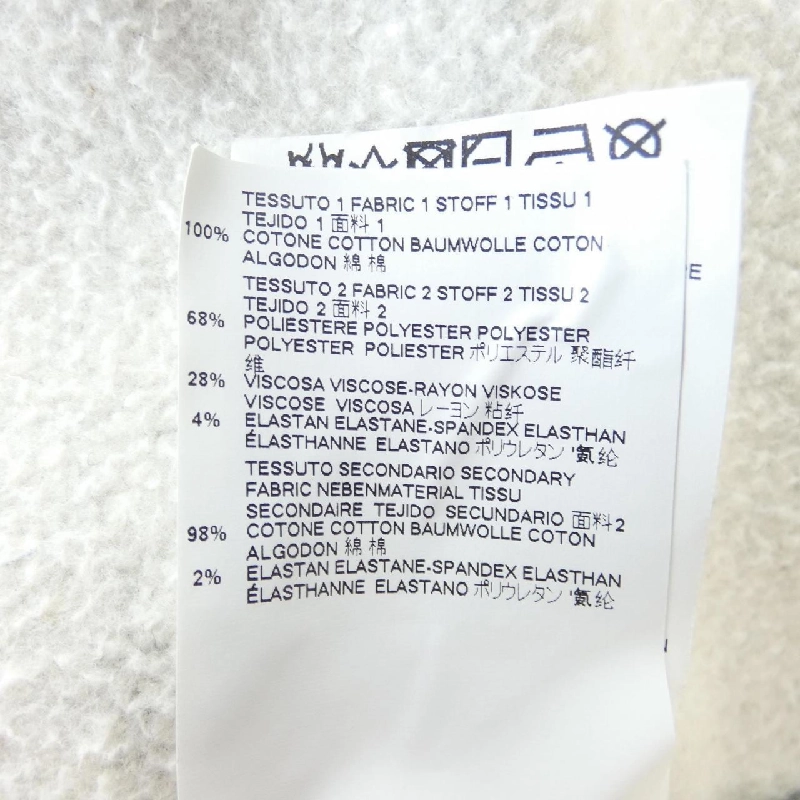 TESSUTO 1 FABRIC 1 STOFF 1 TISSU 1
TEJIDO 1 面料 1
100% COTONE COTTON BAUMWOLLE COTON
ALGODON 綿 棉
TESSUTO 2 FABRIC 2 STOFF 2 TISSU 2
TEJIDO 2 面料 2
68% POLIESTERE POLYESTER POLYESTER
POLYESTER POLIESTER ポリエステル 聚酯纤
维
28% VISCOSA VISCOSE-RAYON VISKOSE
VISCOSE VISCOSA レーヨン 粘纤
4% ELASTAN ELASTANE-SPANDEX ELASTHAN
ÉLASTHANNE ELASTANO ポリウレタン '氨纶
TESSUTO SECONDARIO SECONDARY
FABRIC NEBENMATERIAL TISSU
SECONDAIRE TEJIDO SECUNDARIO 面料2
98% COTONE COTTON BAUMWOLLE COTON
ALGODON 綿 棉
2% ELASTAN ELASTANE-SPANDEX ELASTHAN
ÉLASTHANNE ELASTANO ポリウレタン '氨纶